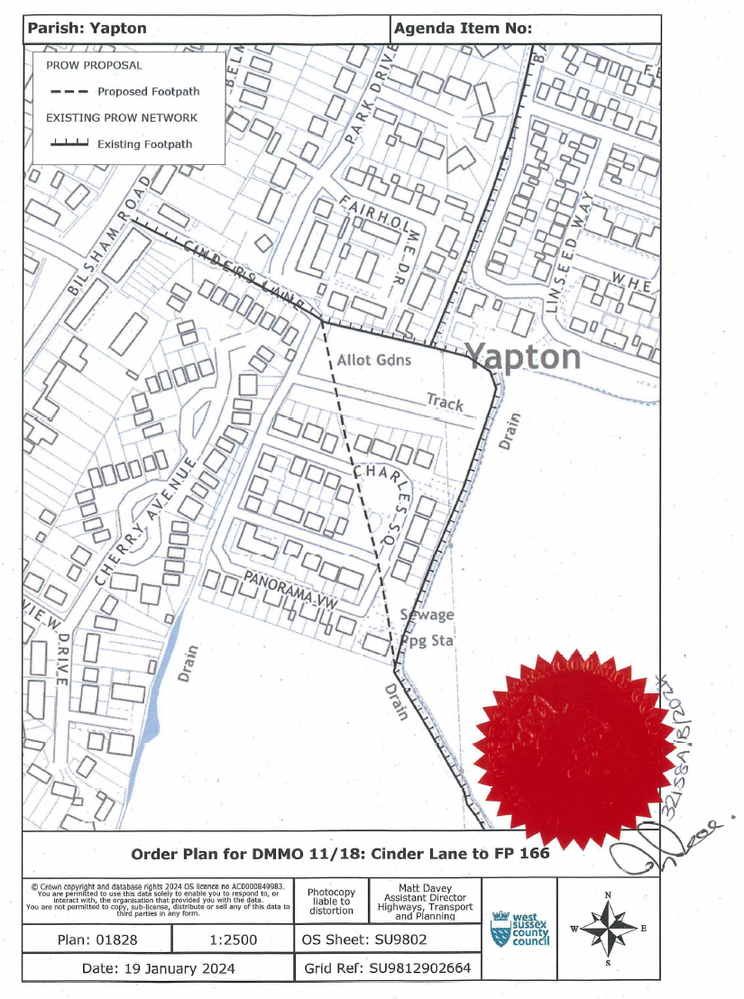 Parish: Yapton
Agenda Item No:
PROW PROPOSAL
Proposed Footpath
EXISTING PROW NETWORK
Existing Footpath
BELM
PARK DRIVE
BA
FE
BILSHAM ROAD
CINDERS LANE
FAIRHOLME DR
LINSEED WAY
WHE
Allot Gdns
Yapton
Track
Drain
CHARLES SQ
CHERRY AVENUE
PANORAMA VW
VIEW DRIVE
Sewage
Ppg Sta
Drain
Drain
Order Plan for DMMO 11/18: Cinder Lane to FP 166
© Crown copyright and database rights 2024 OS licence no AC0000849983.
You are permitted to use this data solely to enable you to respond to, or
interact with, the organisation that provided you with the data.
You are not permitted to copy, sub-license, distribute or sell any of this data to
third parties in any form.
Photocopy
liable to
distortion
Matt Davey
Assistant Director
Highways, Transport
and Planning
Plan: 01828
1:2500
OS Sheet: SU9802
Date: 19 January 2024
Grid Ref: SU9812902664
west
sussex
county
council
N
W
E
S